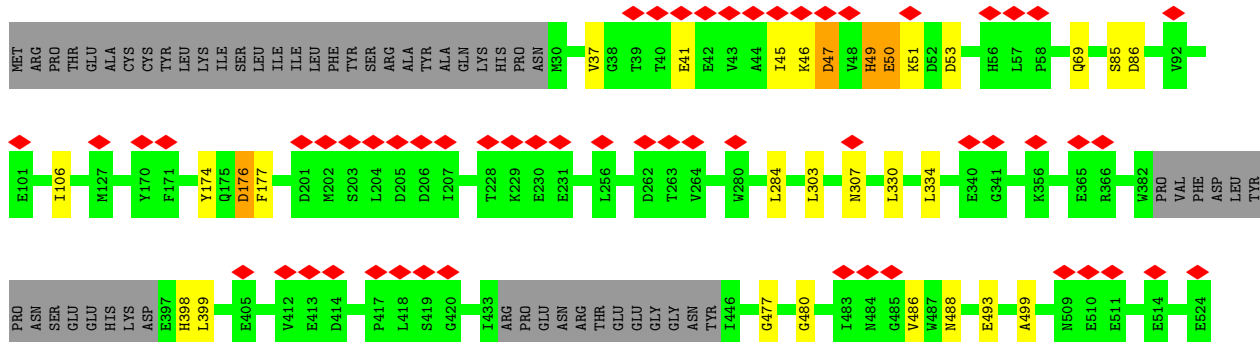 MET ARG PRO THR GLU ALA CYS CYS TYR LEU LYS ILE SER LEU ILE ILE LEU PHE TYR SER ARG ALA TYR ALA GLN LYS HIS PRO ASN M30 V37 G38 T39 T40 E41 E42 V43 A44 I45 K46 D47 V48 H49 E50 K51 D52 D53 H56 L57 P58 Q69 S85 D86 V92
E101 I106 M127 Y170 F171 Y174 Q175 D176 F177 D201 M202 S203 L204 D205 D206 I207 T228 K229 E230 E231 L256 D262 T263 V264 W280 L284 L303 N307 L330 L334 E340 G341 K356 E365 R366 W382 PRO VAL PHE ASP LEU TYR
PRO ASN SER GLU GLU HIS LYS ASP E397 H398 L399 E405 V412 E413 D414 P417 L418 S419 G420 I433 ARG PRO GLU ASN ARG THR GLU GLU GLY GLY ASN TYR I446 G477 G480 I483 N484 G485 V486 W487 N488 E493 A499 N509 E510 E511 E514 E524